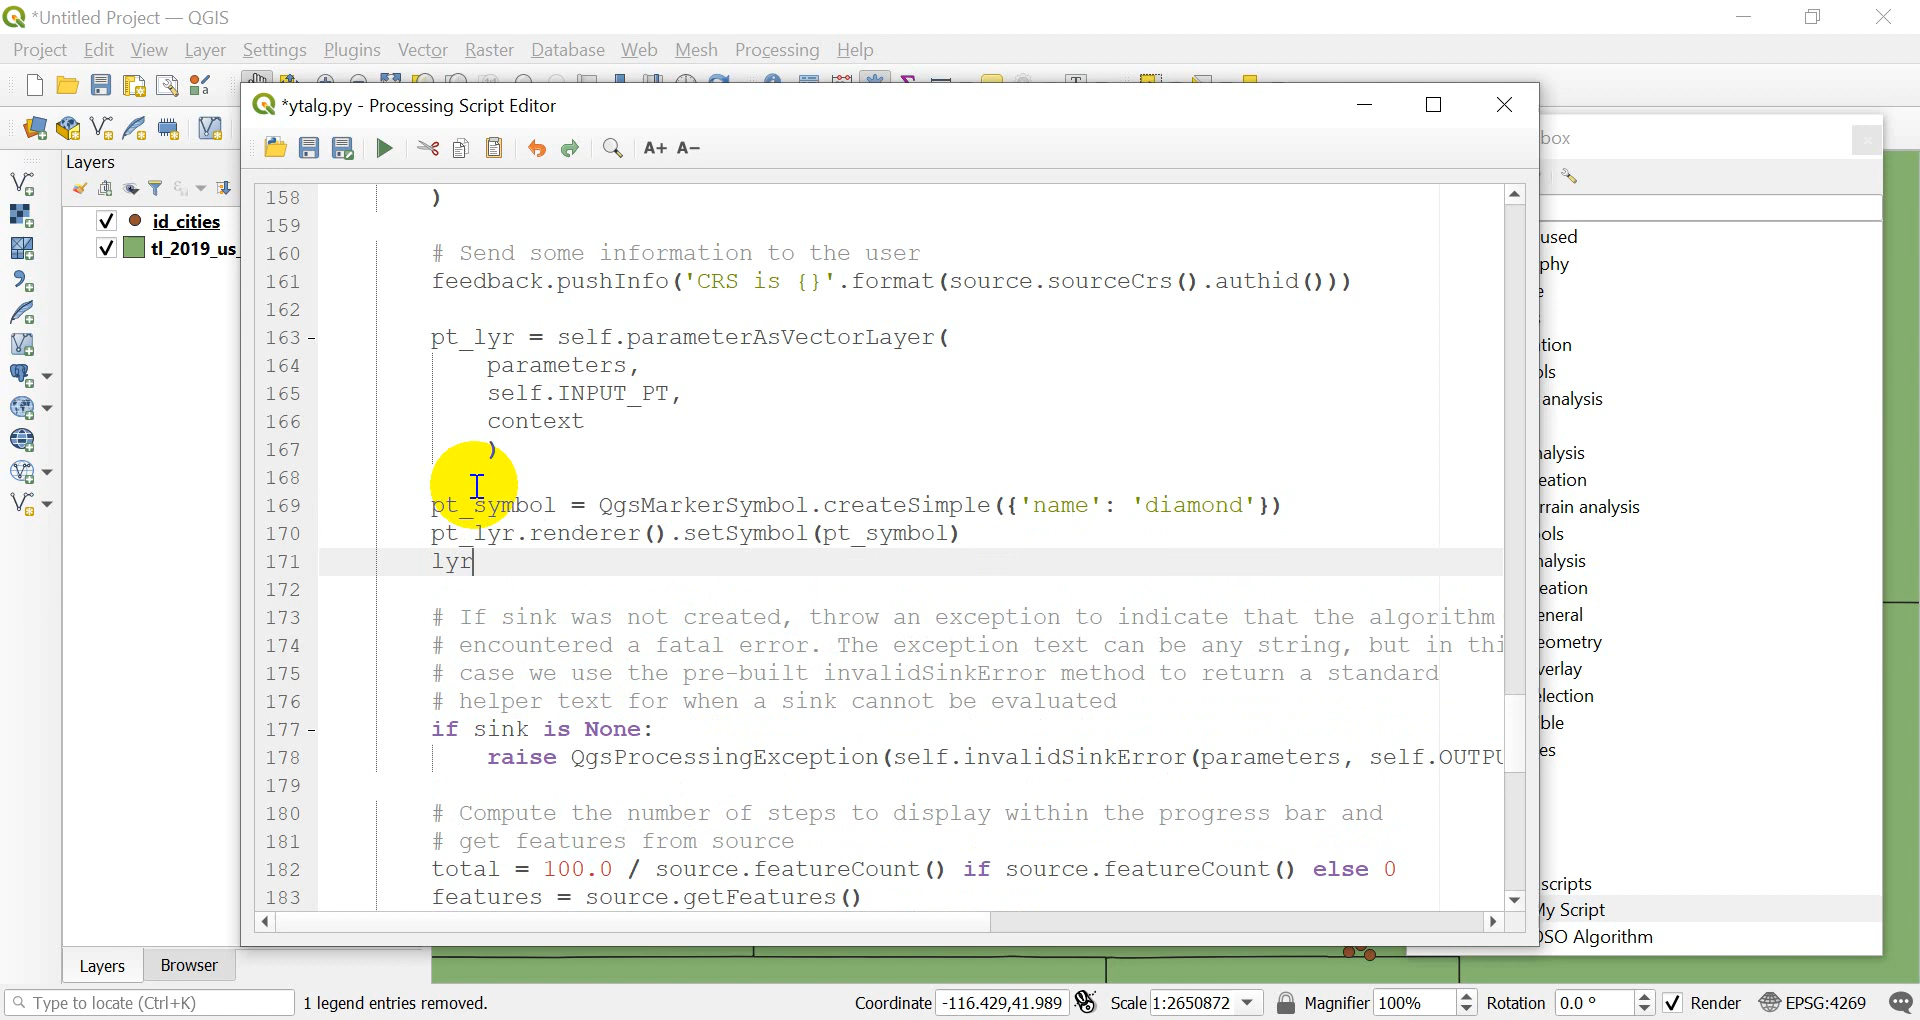 *Untitled Project — QGIS
Project Edit View Layer Settings Plugins Vector Raster Database Web Mesh Processing Help
*ytalg.py - Processing Script Editor
A+ A-
Layers
id_cities
tl_2019_us_
158 )
159
160 # Send some information to the user
161 feedback.pushInfo('CRS is {}'.format(source.sourceCrs().authid()))
162
163 pt_lyr = self.parameterAsVectorLayer(
164 parameters,
165 self.INPUT_PT,
166 context
167 )
168
169 pt_symbol = QgsMarkerSymbol.createSimple({'name': 'diamond'})
170 pt_lyr.renderer().setSymbol(pt_symbol)
171 lyr
172
173 # If sink was not created, throw an exception to indicate that the algorithm
174 # encountered a fatal error. The exception text can be any string, but in thi
175 # case we use the pre-built invalidSinkError method to return a standard
176 # helper text for when a sink cannot be evaluated
177 if sink is None:
178 raise QgsProcessingException(self.invalidSinkError(parameters, self.OUTPU
179
180 # Compute the number of steps to display within the progress bar and
181 # get features from source
182 total = 100.0 / source.featureCount() if source.featureCount() else 0
183 features = source.getFeatures()
box
used
phy
e
tion
ols
analysis
alysis
eation
rrain analysis
ols
alysis
eation
eneral
eometry
verlay
election
ble
es
scripts
My Script
OSO Algorithm
Layers Browser
Type to locate (Ctrl+K) 1 legend entries removed. Coordinate -116.429,41.989 Scale 1:2650872 Magnifier 100% Rotation 0.0 ° Render EPSG:4269